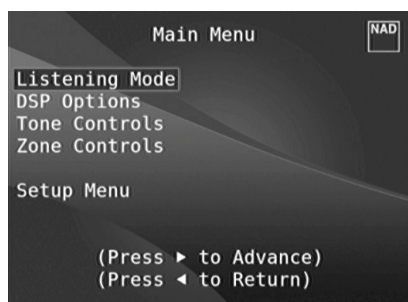 Main Menu
NAD
Listening Mode
DSP Options
Tone Controls
Zone Controls
Setup Menu
(Press ► to Advance)
(Press ◄ to Return)